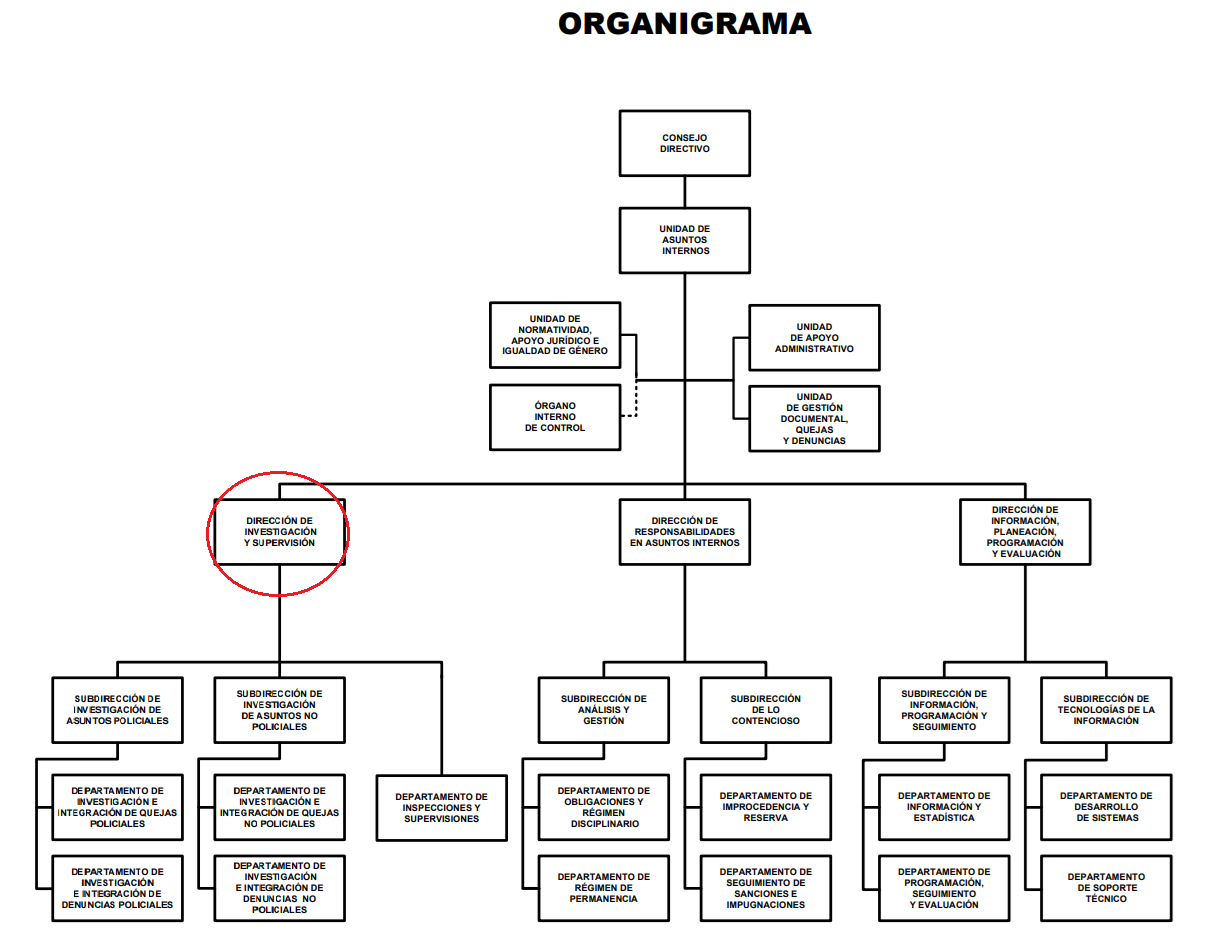 ORGANIGRAMA
CONSEJO
DIRECTIVO
UNIDAD DE
ASUNTOS
INTERNOS
UNIDAD DE
NORMATIVIDAD,
APOYO JURÍDICO E
IGUALDAD DE GÉNERO
UNIDAD
DE APOYO
ADMINISTRATIVO
ÓRGANO
INTERNO
DE CONTROL
UNIDAD
DE GESTIÓN
DOCUMENTAL,
QUEJAS
Y DENUNCIAS
DIRECCIÓN DE
INVESTIGACIÓN
Y SUPERVISIÓN
DIRECCIÓN DE
RESPONSABILIDADES
EN ASUNTOS INTERNOS
DIRECCIÓN DE
INFORMACIÓN,
PLANEACIÓN,
PROGRAMACIÓN
Y EVALUACIÓN
SUBDIRECCIÓN DE
INVESTIGACIÓN DE
ASUNTOS POLICIALES
SUBDIRECCIÓN DE
INVESTIGACIÓN
DE ASUNTOS NO
POLICIALES
SUBDIRECCIÓN DE
ANÁLISIS Y
GESTIÓN
SUBDIRECCIÓN
DE LO
CONTENCIOSO
SUBDIRECCIÓN DE
INFORMACIÓN,
PROGRAMACIÓN Y
SEGUIMIENTO
SUBDIRECCIÓN DE
TECNOLOGÍAS DE LA
INFORMACIÓN
DEPARTAMENTO DE
INVESTIGACIÓN E
INTEGRACIÓN DE QUEJAS
POLICIALES
DEPARTAMENTO DE
INVESTIGACIÓN E
INTEGRACIÓN DE QUEJAS
NO POLICIALES
DEPARTAMENTO DE
INSPECCIONES Y
SUPERVISIONES
DEPARTAMENTO DE
OBLIGACIONES Y
RÉGIMEN
DISCIPLINARIO
DEPARTAMENTO DE
IMPROCEDENCIA Y
RESERVA
DEPARTAMENTO DE
INFORMACIÓN Y
ESTADÍSTICA
DEPARTAMENTO DE
DESARROLLO
DE SISTEMAS
DEPARTAMENTO DE
INVESTIGACIÓN
E INTEGRACIÓN DE
DENUNCIAS POLICIALES
DEPARTAMENTO DE
INVESTIGACIÓN
E INTEGRACIÓN DE
DENUNCIAS NO
POLICIALES
DEPARTAMENTO DE
RÉGIMEN DE
PERMANENCIA
DEPARTAMENTO DE
SEGUIMIENTO DE
SANCIONES E
IMPUGNACIONES
DEPARTAMENTO DE
PROGRAMACIÓN,
SEGUIMIENTO
Y EVALUACIÓN
DEPARTAMENTO
DE SOPORTE
TÉCNICO